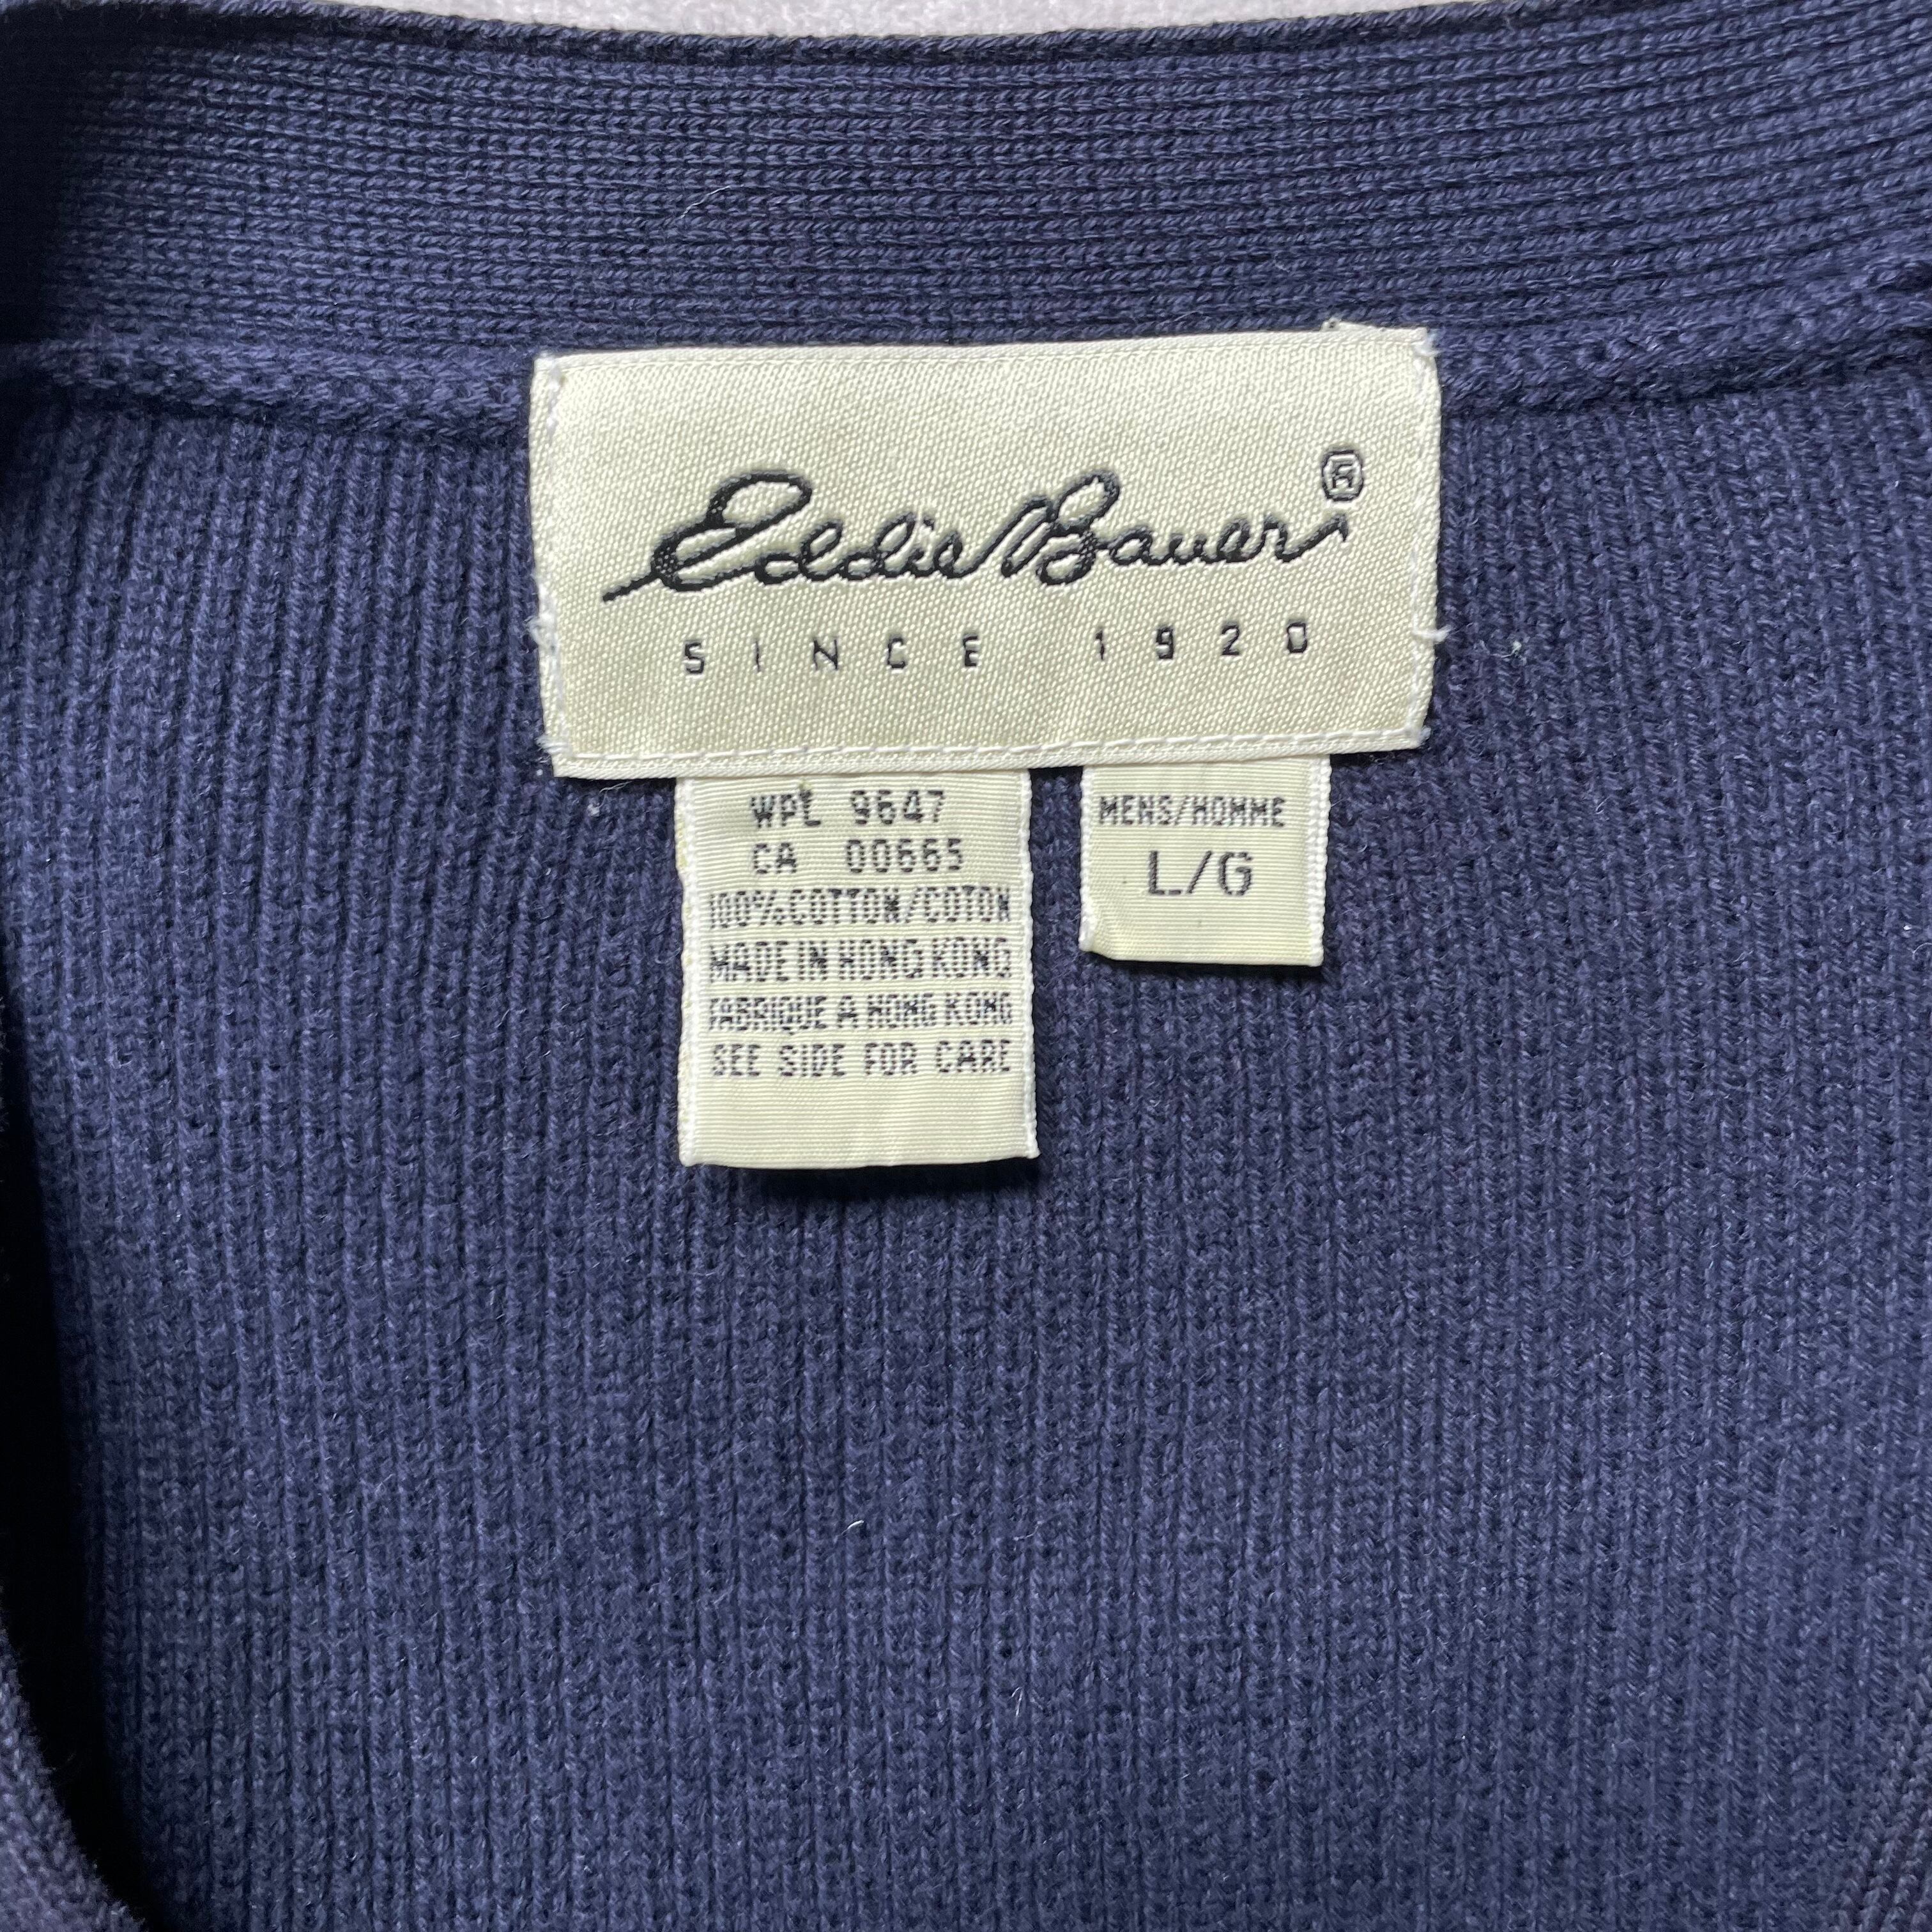 Eddie Bauer®
SINCE 1920
WPL 9647
CA 00665
100% COTTON/COTON
MADE IN HONG KONG
FABRIQUE A HONG KONG
SEE SIDE FOR CARE
MENS/HOMME
L/G